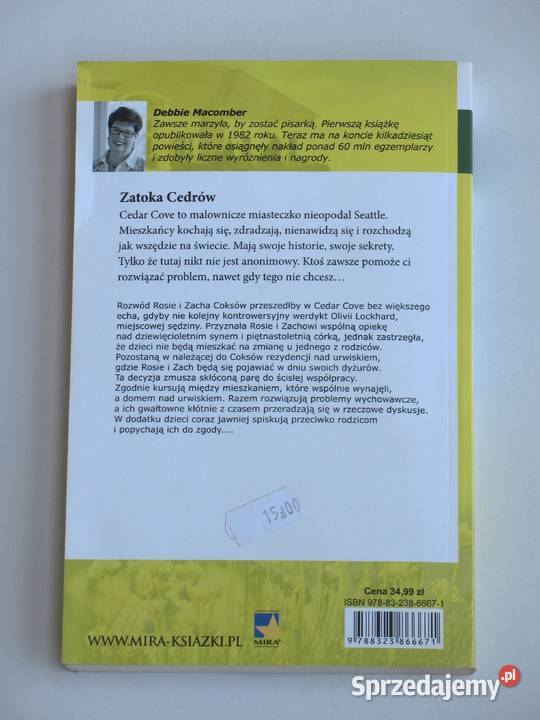 Debbie Macomber
Zawsze marzyła, by zostać pisarką. Pierwszą książkę
opublikowała w 1982 roku. Teraz ma na koncie kilkadziesiąt
powieści, które osiągnęły nakład ponad 60 mln egzemplarzy
i zdobyły liczne wyróżnienia i nagrody.
Zatoka Cedrów
Cedar Cove to malownicze miasteczko nieopodal Seattle.
Mieszkańcy kochają się, zdradzają, nienawidzą się i rozchodzą
jak wszędzie na świecie. Mają swoje historie, swoje sekrety.
Tylko że tutaj nikt nie jest anonimowy. Ktoś zawsze pomoże ci
rozwiązać problem, nawet gdy tego nie chcesz…
Rozwód Rosie i Zacha Coksów przeszedłby w Cedar Cove bez większego
echa, gdyby nie kolejny kontrowersyjny werdykt Olivii Lockhard,
miejscowej sędziny. Przyznała Rosie i Zachowi wspólną opiekę
nad dziewięcioletnim synem i piętnastoletnią córką, jednak zastrzegła,
że dzieci nie będą mieszkać na zmianę u jednego z rodziców.
Pozostaną w należącej do Coksów rezydencji nad urwiskiem,
gdzie Rosie i Zach będą się pojawiać w dniu swoich dyżurów.
Ta decyzja zmusza skłóconą parę do ścisłej współpracy.
Zgodnie kursują między mieszkaniem, które wspólnie wynajęli,
a domem nad urwiskiem. Razem rozwiązują problemy wychowawcze,
a ich gwałtowne kłótnie z czasem przeradzają się w rzeczowe dyskusje.
W dodatku dzieci coraz jawniej spiskują przeciwko rodzicom
i popychają ich do zgody....
15zł00
Cena 34,99 zł
ISBN 978-83-238-6667-1
9 788323 866671
WWW.MIRA-KSIAZKI.PL
MIRA®
Sprzedajemy.pl